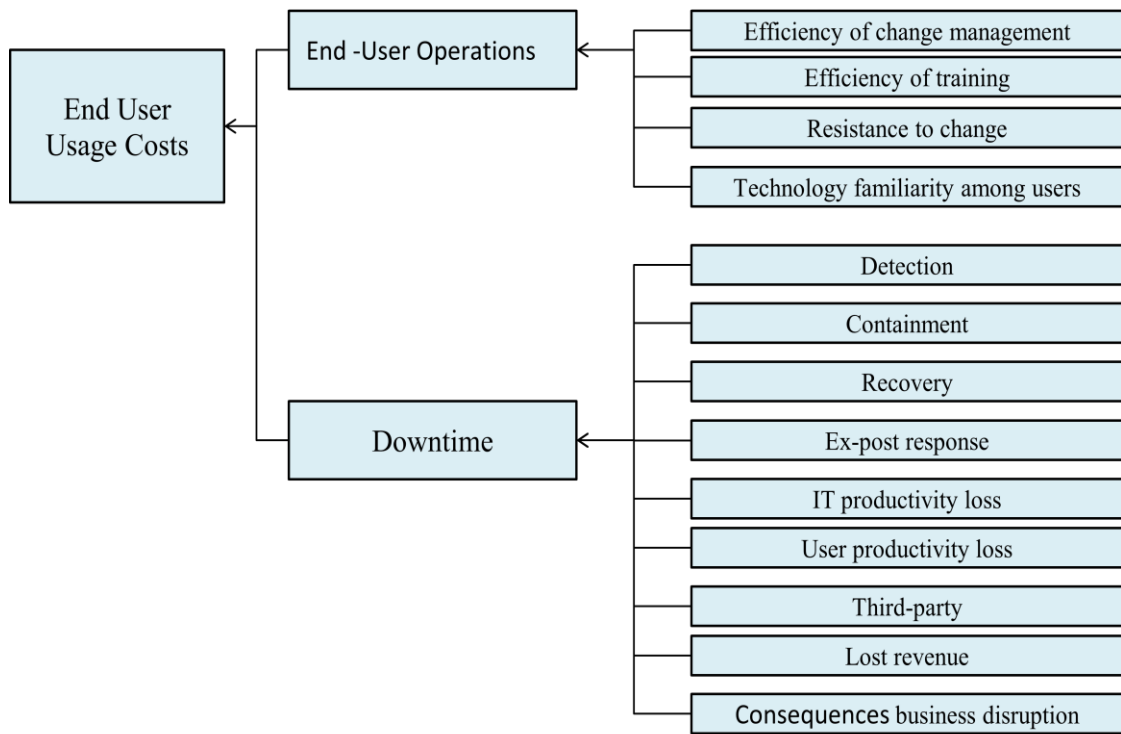 End User
Usage Costs
End -User Operations
Efficiency of change management
Efficiency of training
Resistance to change
Technology familiarity among users
Downtime
Detection
Containment
Recovery
Ex-post response
IT productivity loss
User productivity loss
Third-party
Lost revenue
Consequences business disruption